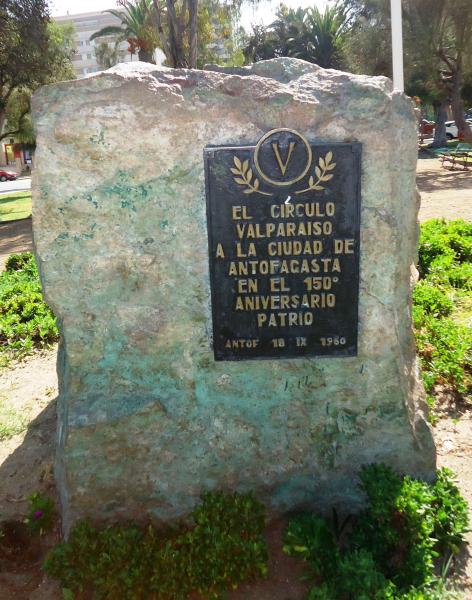 V
EL CIRCULO
VALPARAISO
A LA CIUDAD DE
ANTOFAGASTA
EN EL 150°
ANIVERSARIO
PATRIO
ANTOF 18 IX 1960